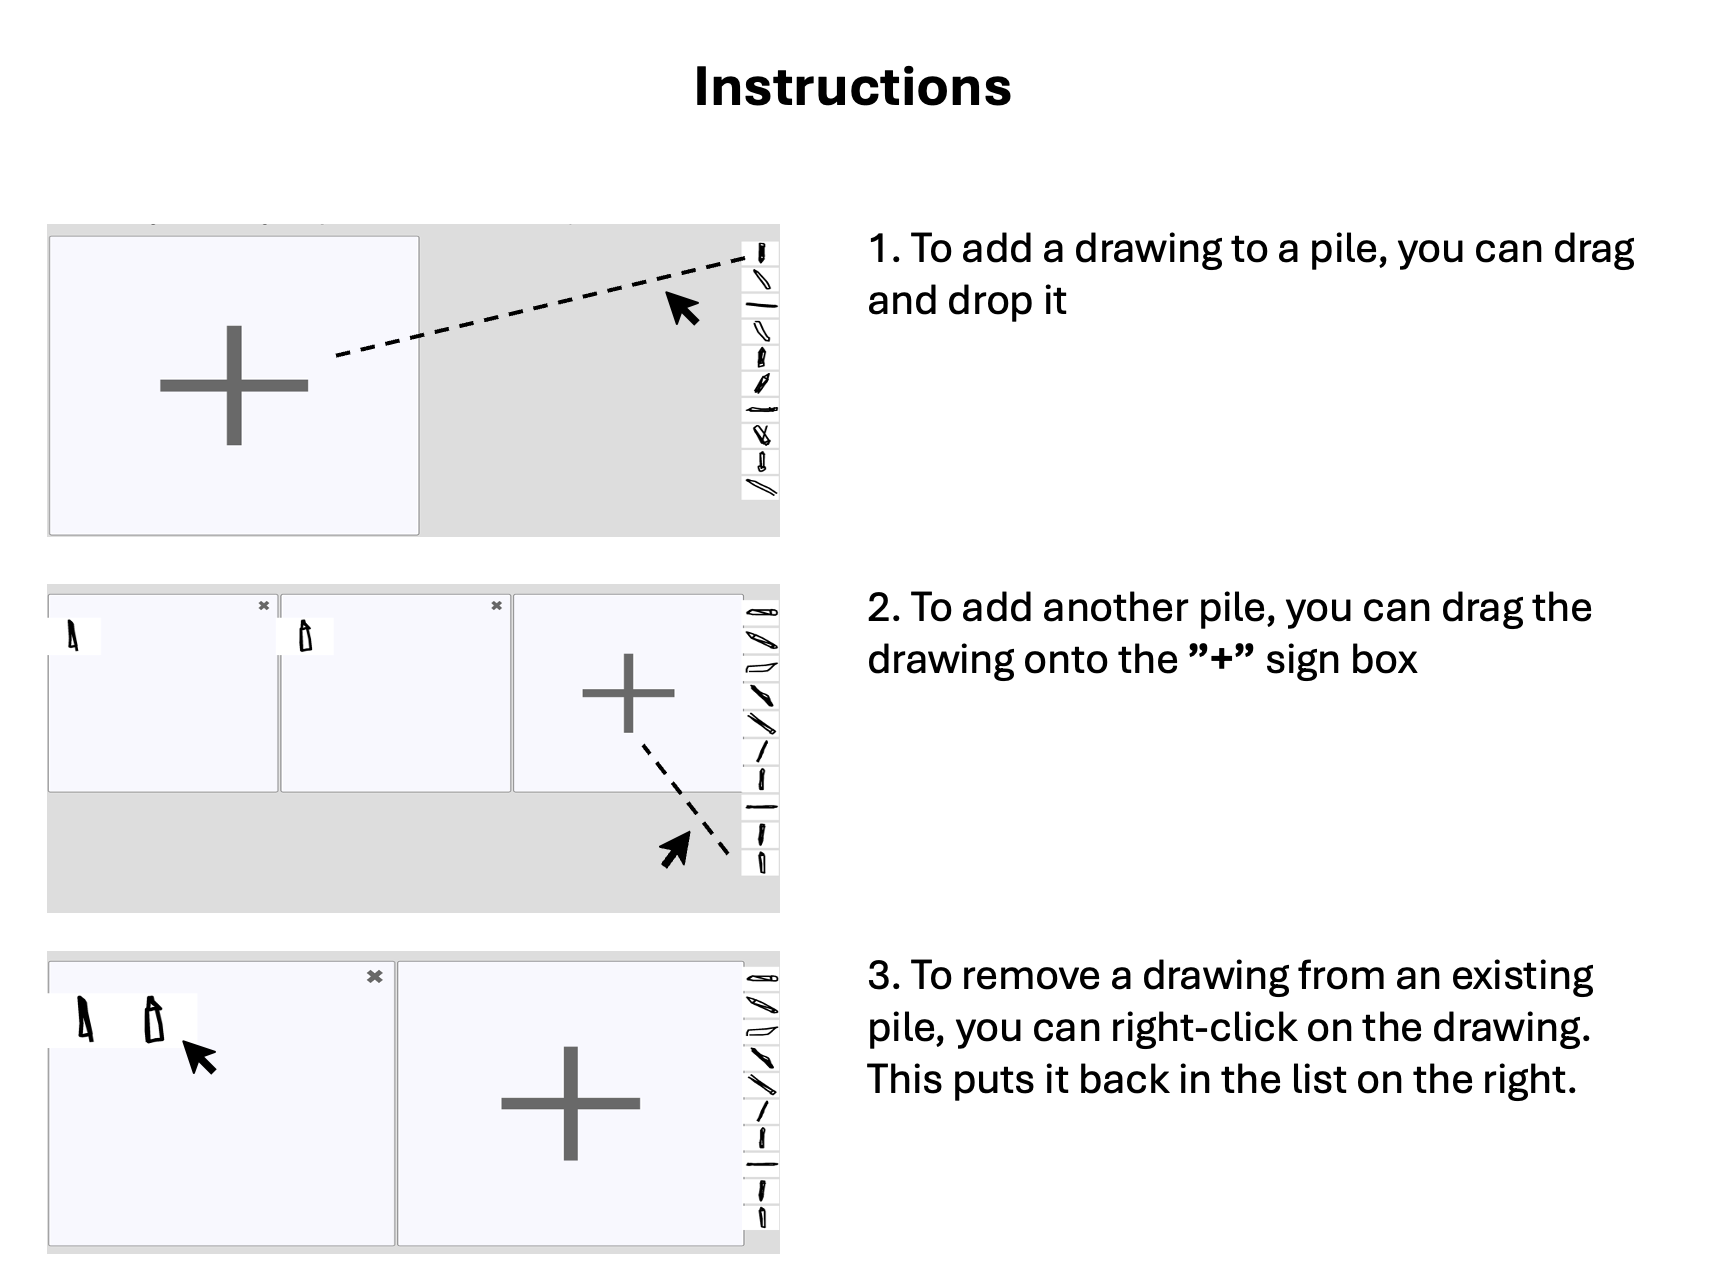 Instructions
1. To add a drawing to a pile, you can drag
and drop it
2. To add another pile, you can drag the
drawing onto the ”+” sign box
3. To remove a drawing from an existing
pile, you can right-click on the drawing.
This puts it back in the list on the right.